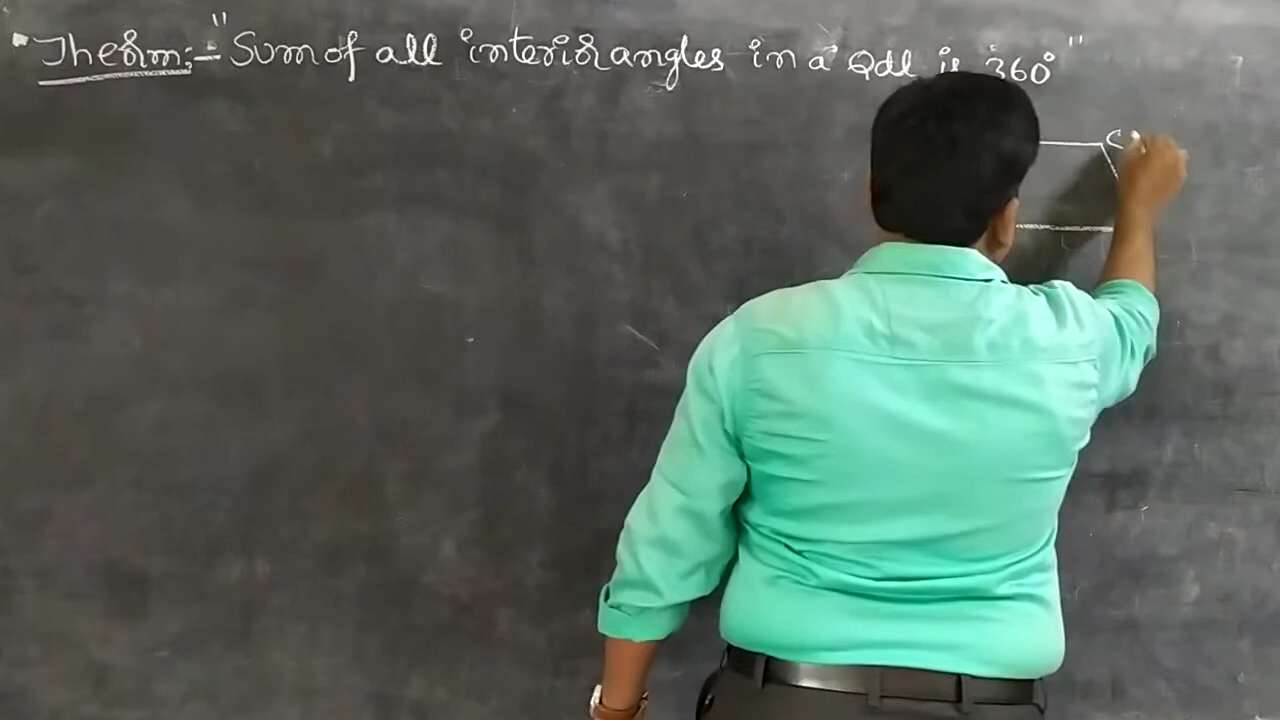 Theorm:- "Sum of all interior angles in a Qdl is 360°"
C